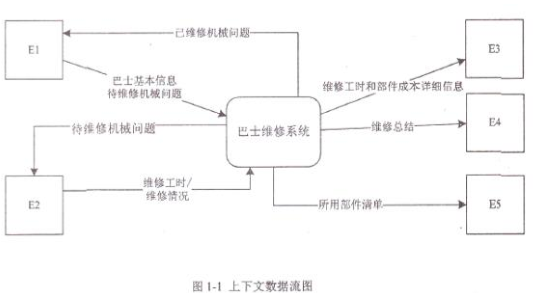 已维修机械问题
E1
E3
巴士基本信息
待维修机械问题
维修工时和部件成本详细信息
待维修机械问题
巴士维修系统
维修总结
E4
E2
维修工时/
维修情况
所用部件清单
E5
图1-1 上下文数据流图